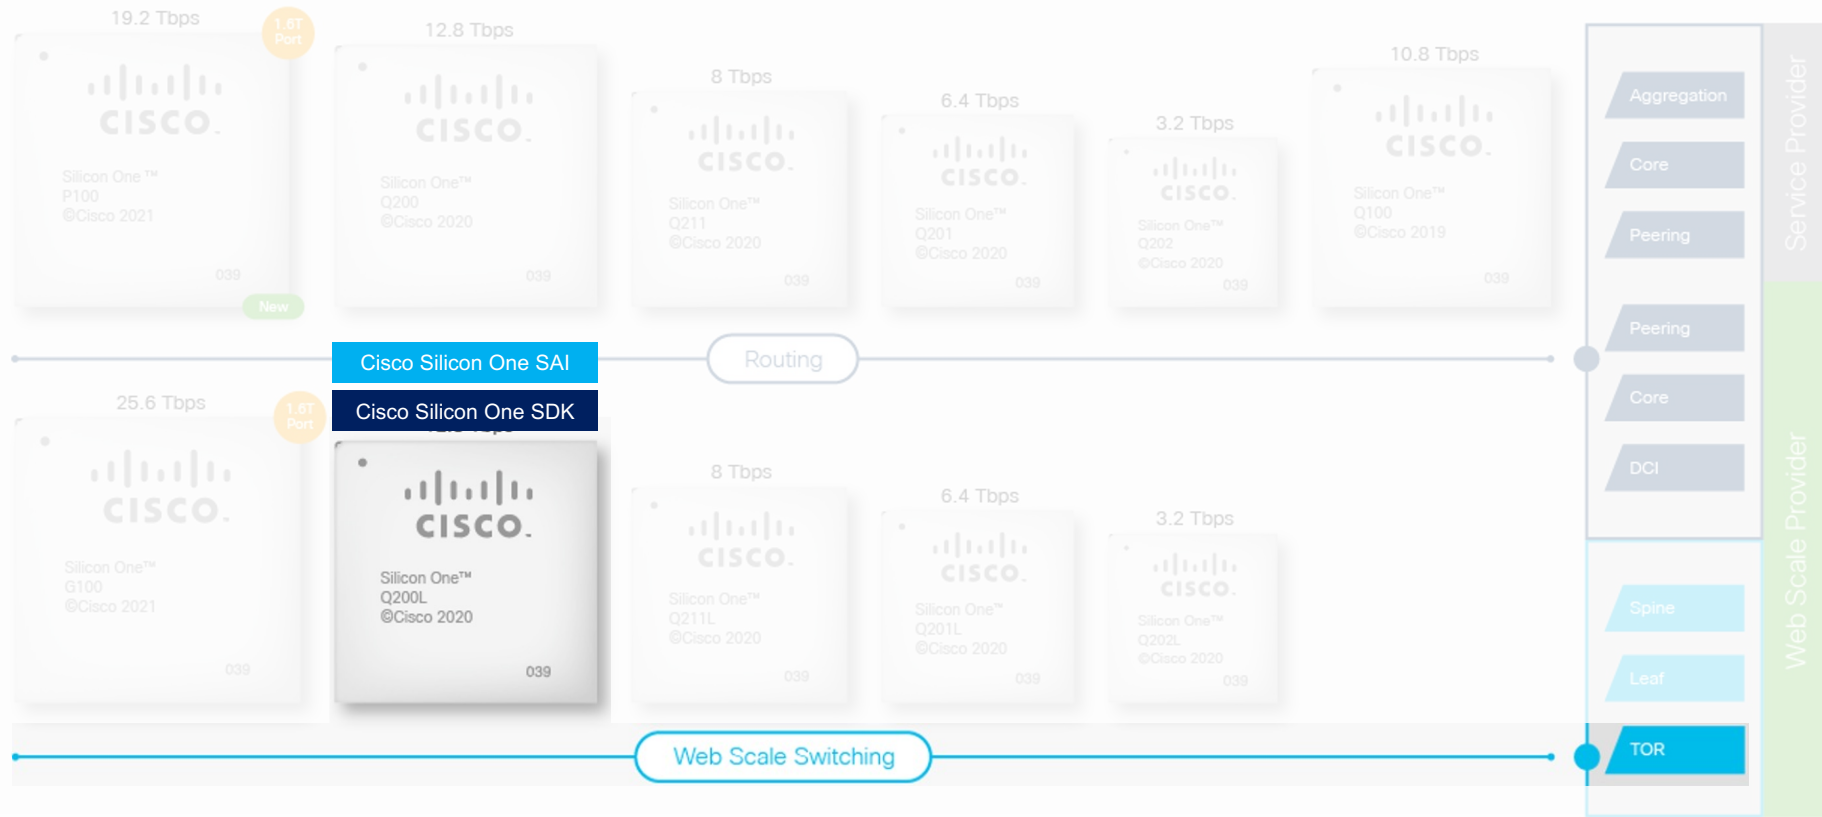 19.2 Tbps
1.6T
Port
CISCO
Silicon One™
P100
©Cisco 2021
039
New
12.8 Tbps
CISCO
Silicon One™
Q200
©Cisco 2020
039
8 Tbps
CISCO
Silicon One™
Q211
©Cisco 2020
039
6.4 Tbps
CISCO
Silicon One™
Q201
©Cisco 2020
039
3.2 Tbps
CISCO
Silicon One™
Q202
©Cisco 2020
039
10.8 Tbps
CISCO
Silicon One™
Q100
©Cisco 2019
039
Routing
25.6 Tbps
1.6T
Port
CISCO
Silicon One™
G100
©Cisco 2021
039
Cisco Silicon One SAI
Cisco Silicon One SDK
CISCO
Silicon One™
Q200L
©Cisco 2020
039
8 Tbps
CISCO
Silicon One™
Q211L
©Cisco 2020
039
6.4 Tbps
CISCO
Silicon One™
Q201L
©Cisco 2020
039
3.2 Tbps
CISCO
Silicon One™
Q202L
©Cisco 2020
039
Web Scale Switching
Aggregation
Core
Peering
Peering
Core
DCI
Spine
Leaf
TOR
Service Provider
Web Scale Provider